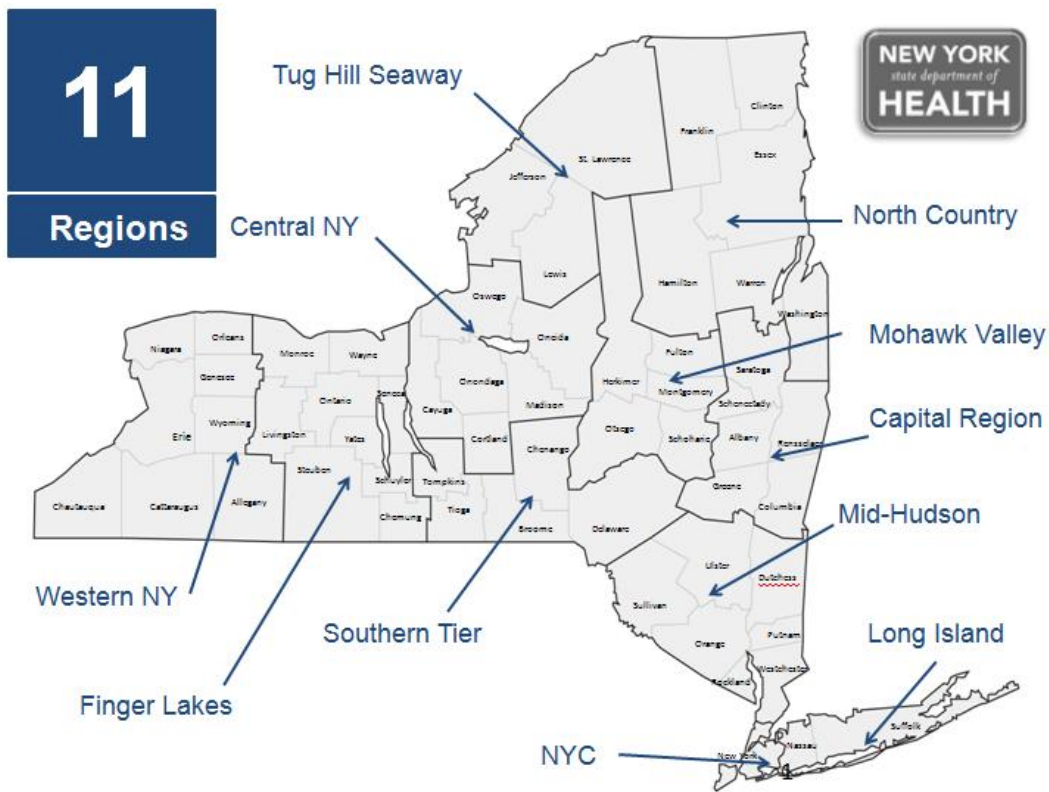 11
Regions
NEW YORK
state department of
HEALTH
Tug Hill Seaway
Central NY
North Country
Mohawk Valley
Capital Region
Mid-Hudson
Long Island
NYC
Southern Tier
Finger Lakes
Western NY
Clinton
Franklin
Essex
St. Lawrence
Jefferson
Lewis
Hamilton
Warren
Washington
Oswego
Oneida
Niagara
Orleans
Monroe
Wayne
Genesee
Fulton
Saratoga
Herkimer
Montgomery
Onondaga
Seneca
Ontario
Cayuga
Madison
Schenectady
Wyoming
Erie
Livingston
Yates
Cortland
Otsego
Schoharie
Albany
Rensselaer
Chenango
Steuben
Schuyler
Tompkins
Greene
Chautauqua
Cattaraugus
Allegany
Chemung
Tioga
Broome
Delaware
Columbia
Ulster
Dutchess
Sullivan
Orange
Putnam
Westchester
Rockland
New York
Nassau
Suffolk